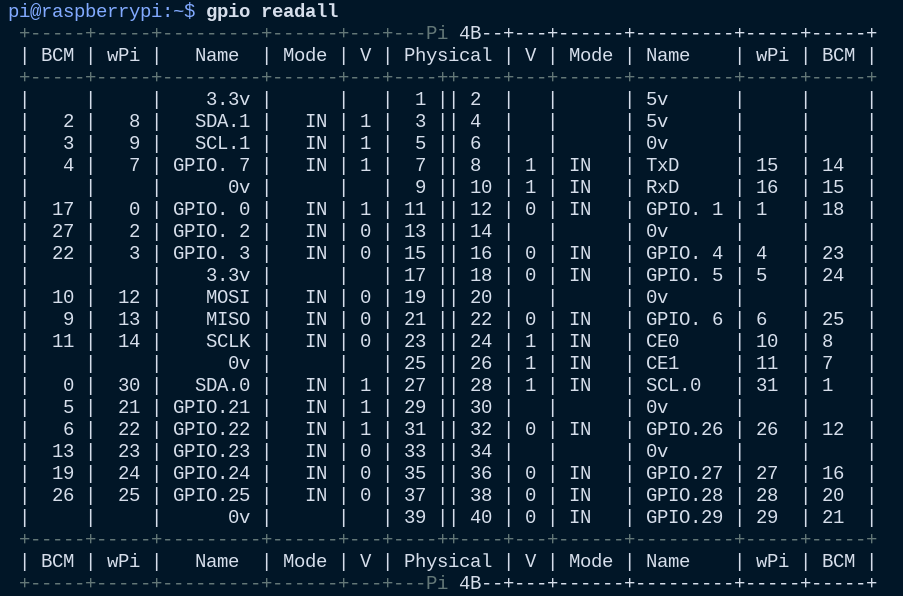 pi@raspberrypi:~$ gpio readall
 +-----+-----+---------+------+---+---Pi 4B--+---+------+---------+-----+-----+
 | BCM | wPi |   Name  | Mode | V | Physical | V | Mode | Name    | wPi | BCM |
 +-----+-----+---------+------+---+----++----+---+------+---------+-----+-----+
 |     |     |    3.3v |      |   |  1 || 2  |   |      | 5v      |     |     |
 |   2 |   8 |   SDA.1 |   IN | 1 |  3 || 4  |   |      | 5v      |     |     |
 |   3 |   9 |   SCL.1 |   IN | 1 |  5 || 6  |   |      | 0v      |     |     |
 |   4 |   7 | GPIO. 7 |   IN | 1 |  7 || 8  | 1 | IN   | TxD     | 15  | 14  |
 |     |     |      0v |      |   |  9 || 10 | 1 | IN   | RxD     | 16  | 15  |
 |  17 |   0 | GPIO. 0 |   IN | 1 | 11 || 12 | 0 | IN   | GPIO. 1 | 1   | 18  |
 |  27 |   2 | GPIO. 2 |   IN | 0 | 13 || 14 |   |      | 0v      |     |     |
 |  22 |   3 | GPIO. 3 |   IN | 0 | 15 || 16 | 0 | IN   | GPIO. 4 | 4   | 23  |
 |     |     |    3.3v |      |   | 17 || 18 | 0 | IN   | GPIO. 5 | 5   | 24  |
 |  10 |  12 |    MOSI |   IN | 0 | 19 || 20 |   |      | 0v      |     |     |
 |   9 |  13 |    MISO |   IN | 0 | 21 || 22 | 0 | IN   | GPIO. 6 | 6   | 25  |
 |  11 |  14 |    SCLK |   IN | 0 | 23 || 24 | 1 | IN   | CE0     | 10  | 8   |
 |     |     |      0v |      |   | 25 || 26 | 1 | IN   | CE1     | 11  | 7   |
 |   0 |  30 |   SDA.0 |   IN | 1 | 27 || 28 | 1 | IN   | SCL.0   | 31  | 1   |
 |   5 |  21 | GPIO.21 |   IN | 1 | 29 || 30 |   |      | 0v      |     |     |
 |   6 |  22 | GPIO.22 |   IN | 1 | 31 || 32 | 0 | IN   | GPIO.26 | 26  | 12  |
 |  13 |  23 | GPIO.23 |   IN | 0 | 33 || 34 |   |      | 0v      |     |     |
 |  19 |  24 | GPIO.24 |   IN | 0 | 35 || 36 | 0 | IN   | GPIO.27 | 27  | 16  |
 |  26 |  25 | GPIO.25 |   IN | 0 | 37 || 38 | 0 | IN   | GPIO.28 | 28  | 20  |
 |     |     |      0v |      |   | 39 || 40 | 0 | IN   | GPIO.29 | 29  | 21  |
 +-----+-----+---------+------+---+----++----+---+------+---------+-----+-----+
 | BCM | wPi |   Name  | Mode | V | Physical | V | Mode | Name    | wPi | BCM |
 +-----+-----+---------+------+---+---Pi 4B--+---+------+---------+-----+-----+